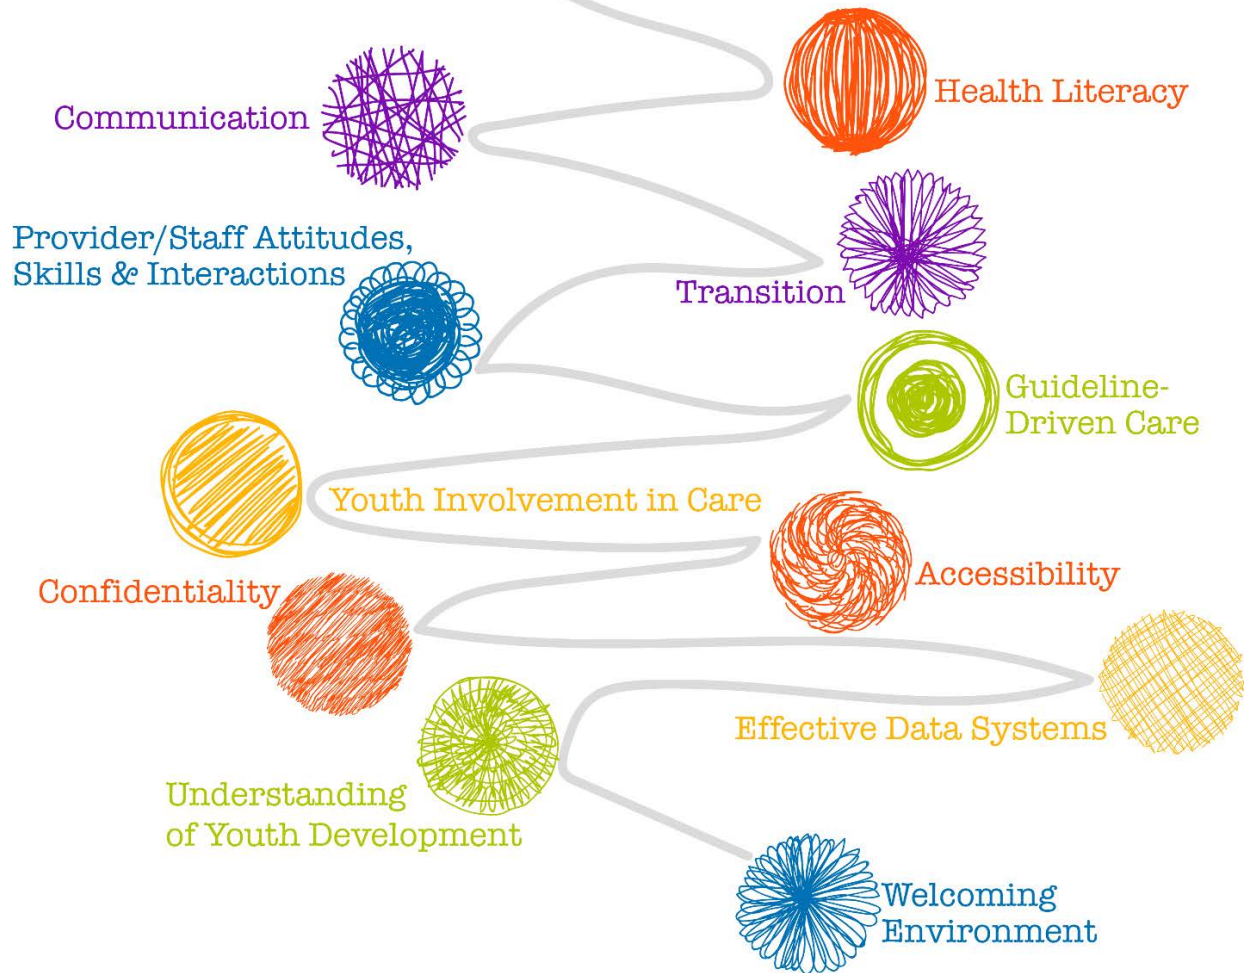 Health Literacy
Communication
Provider/Staff Attitudes,
Skills & Interactions
Transition
Guideline-
Driven Care
Youth Involvement in Care
Accessibility
Confidentiality
Effective Data Systems
Understanding
of Youth Development
Welcoming
Environment